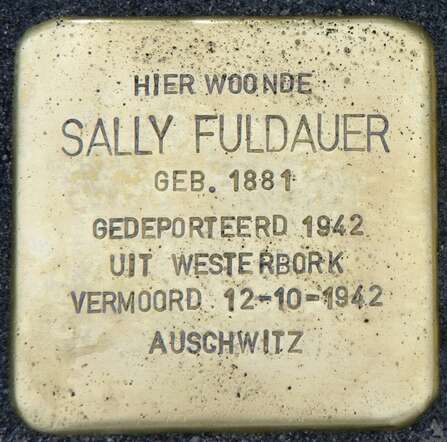 HIER WOONDE
SALLY FULDAUER
GEB. 1881
GEDEPORTEERD 1942
UIT WESTERBORK
VERMOORD 12-10-1942
AUSCHWITZ